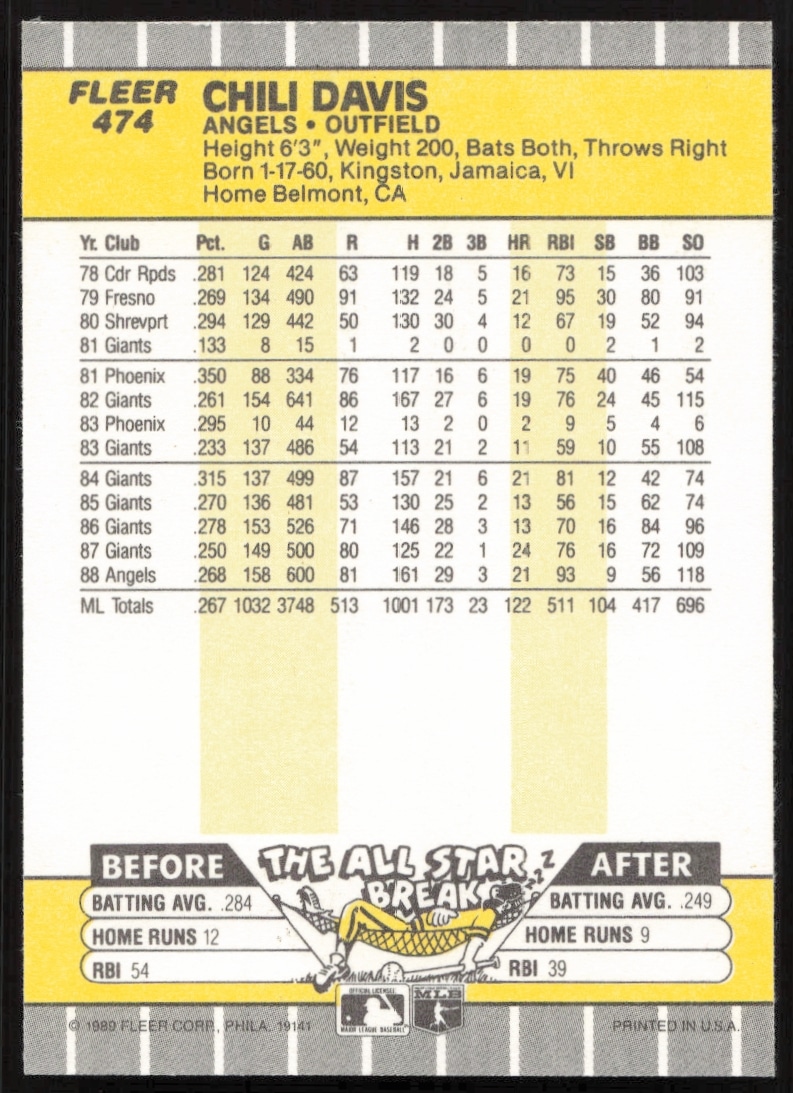 FLEER
474
CHILI DAVIS
ANGELS • OUTFIELD
Height 6'3", Weight 200, Bats Both, Throws Right
Born 1-17-60, Kingston, Jamaica, VI
Home Belmont, CA
Yr. Club Pct. G AB R H 2B 3B HR RBI SB BB SO
78 Cdr Rpds .281 124 424 63 119 18 5 16 73 15 36 103
79 Fresno .269 134 490 91 132 24 5 21 95 30 80 91
80 Shrevprt .294 129 442 50 130 30 4 12 67 19 52 94
81 Giants .133 8 15 1 2 0 0 0 0 2 1 2
81 Phoenix .350 88 334 76 117 16 6 19 75 40 46 54
82 Giants .261 154 641 86 167 27 6 19 76 24 45 115
83 Phoenix .295 10 44 12 13 2 0 2 9 5 4 6
83 Giants .233 137 486 54 113 21 2 11 59 10 55 108
84 Giants .315 137 499 87 157 21 6 21 81 12 42 74
85 Giants .270 136 481 53 130 25 2 13 56 15 62 74
86 Giants .278 153 526 71 146 28 3 13 70 16 84 96
87 Giants .250 149 500 80 125 22 1 24 76 16 72 109
88 Angels .268 158 600 81 161 29 3 21 93 9 56 118
ML Totals .267 1032 3748 513 1001 173 23 122 511 104 417 696
BEFORE THE ALL STAR BREAK ZZZZ AFTER
BATTING AVG. .284
HOME RUNS 12
RBI 54
BATTING AVG. .249
HOME RUNS 9
RBI 39
OFFICIAL LICENSEE
MAJOR LEAGUE BASEBALL
MLB
© 1989 FLEER CORP., PHILA. 19141
PRINTED IN U.S.A.